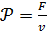 𝒫 = F/v